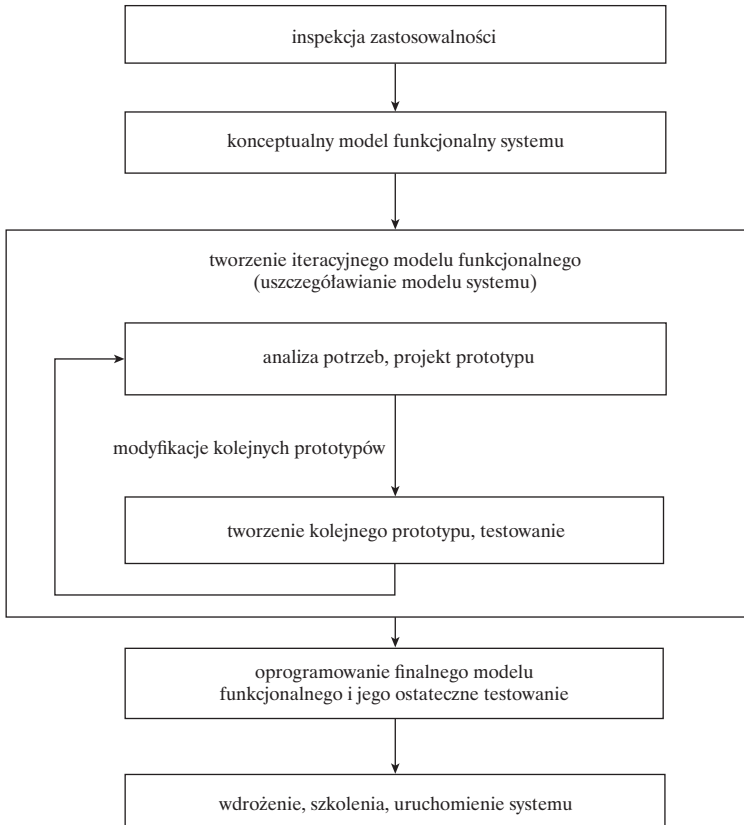 inspekcja zastosowalności
konceptualny model funkcjonalny systemu
tworzenie iteracyjnego modelu funkcjonalnego
(uszczegóławianie modelu systemu)
analiza potrzeb, projekt prototypu
modyfikacje kolejnych prototypów
tworzenie kolejnego prototypu, testowanie
oprogramowanie finalnego modelu
funkcjonalnego i jego ostateczne testowanie
wdrożenie, szkolenia, uruchomienie systemu